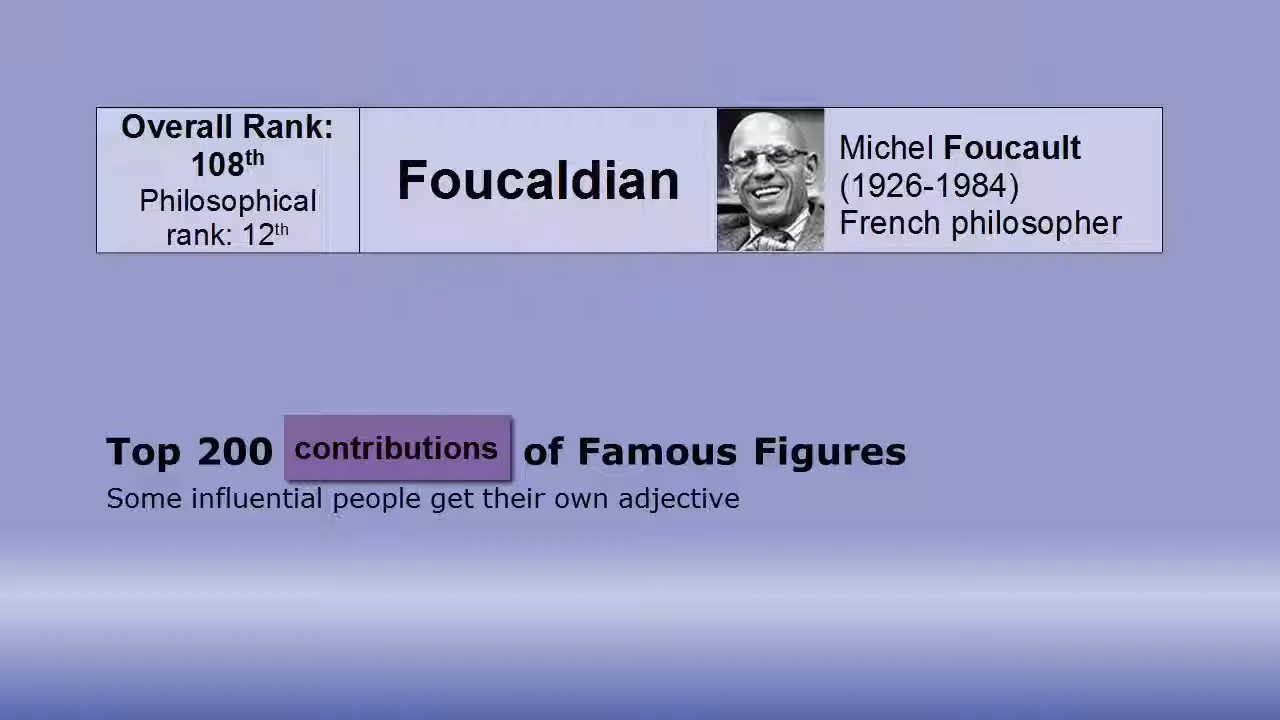 Overall Rank:
108th
Philosophical
rank: 12th
Foucaldian
Michel Foucault
(1926-1984)
French philosopher
Top 200 contributions of Famous Figures
Some influential people get their own adjective